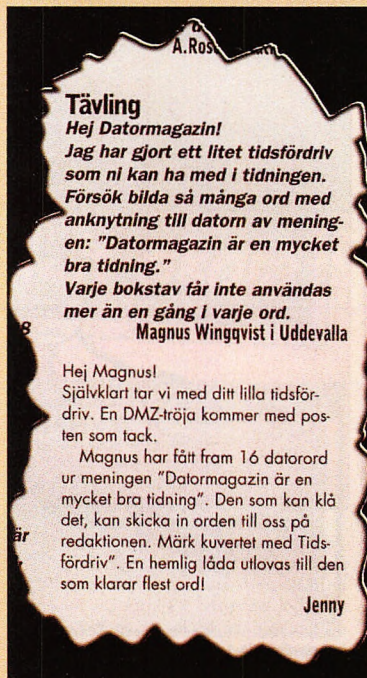 Tävling
Hej Datormagazin!
Jag har gjort ett litet tidsfördriv
som ni kan ha med i tidningen.
Försök bilda så många ord med
anknytning till datorn av mening-
en: "Datormagazin är en mycket
bra tidning."
Varje bokstav får inte användas
mer än en gång i varje ord.
Magnus Wingqvist i Uddevalla
Hej Magnus!
Självklart tar vi med ditt lilla tidsför-
driv. En DMZ-tröja kommer med pos-
ten som tack.
Magnus har fått fram 16 datorord
ur meningen "Datormagazin är en
mycket bra tidning". Den som kan klå
det, kan skicka in orden till oss på
redaktionen. Märk kuvertet med Tids-
fördriv". En hemlig låda utlovas till den
som klarar flest ord!
Jenny